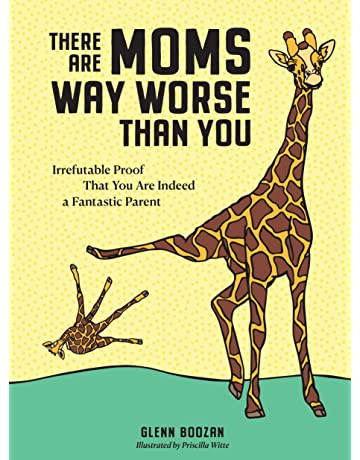 THERE
ARE MOMS
WAY WORSE
THAN YOU
Irrefutable Proof
That You Are Indeed
a Fantastic Parent
GLENN BOOZAN
Illustrated by Priscilla Witte